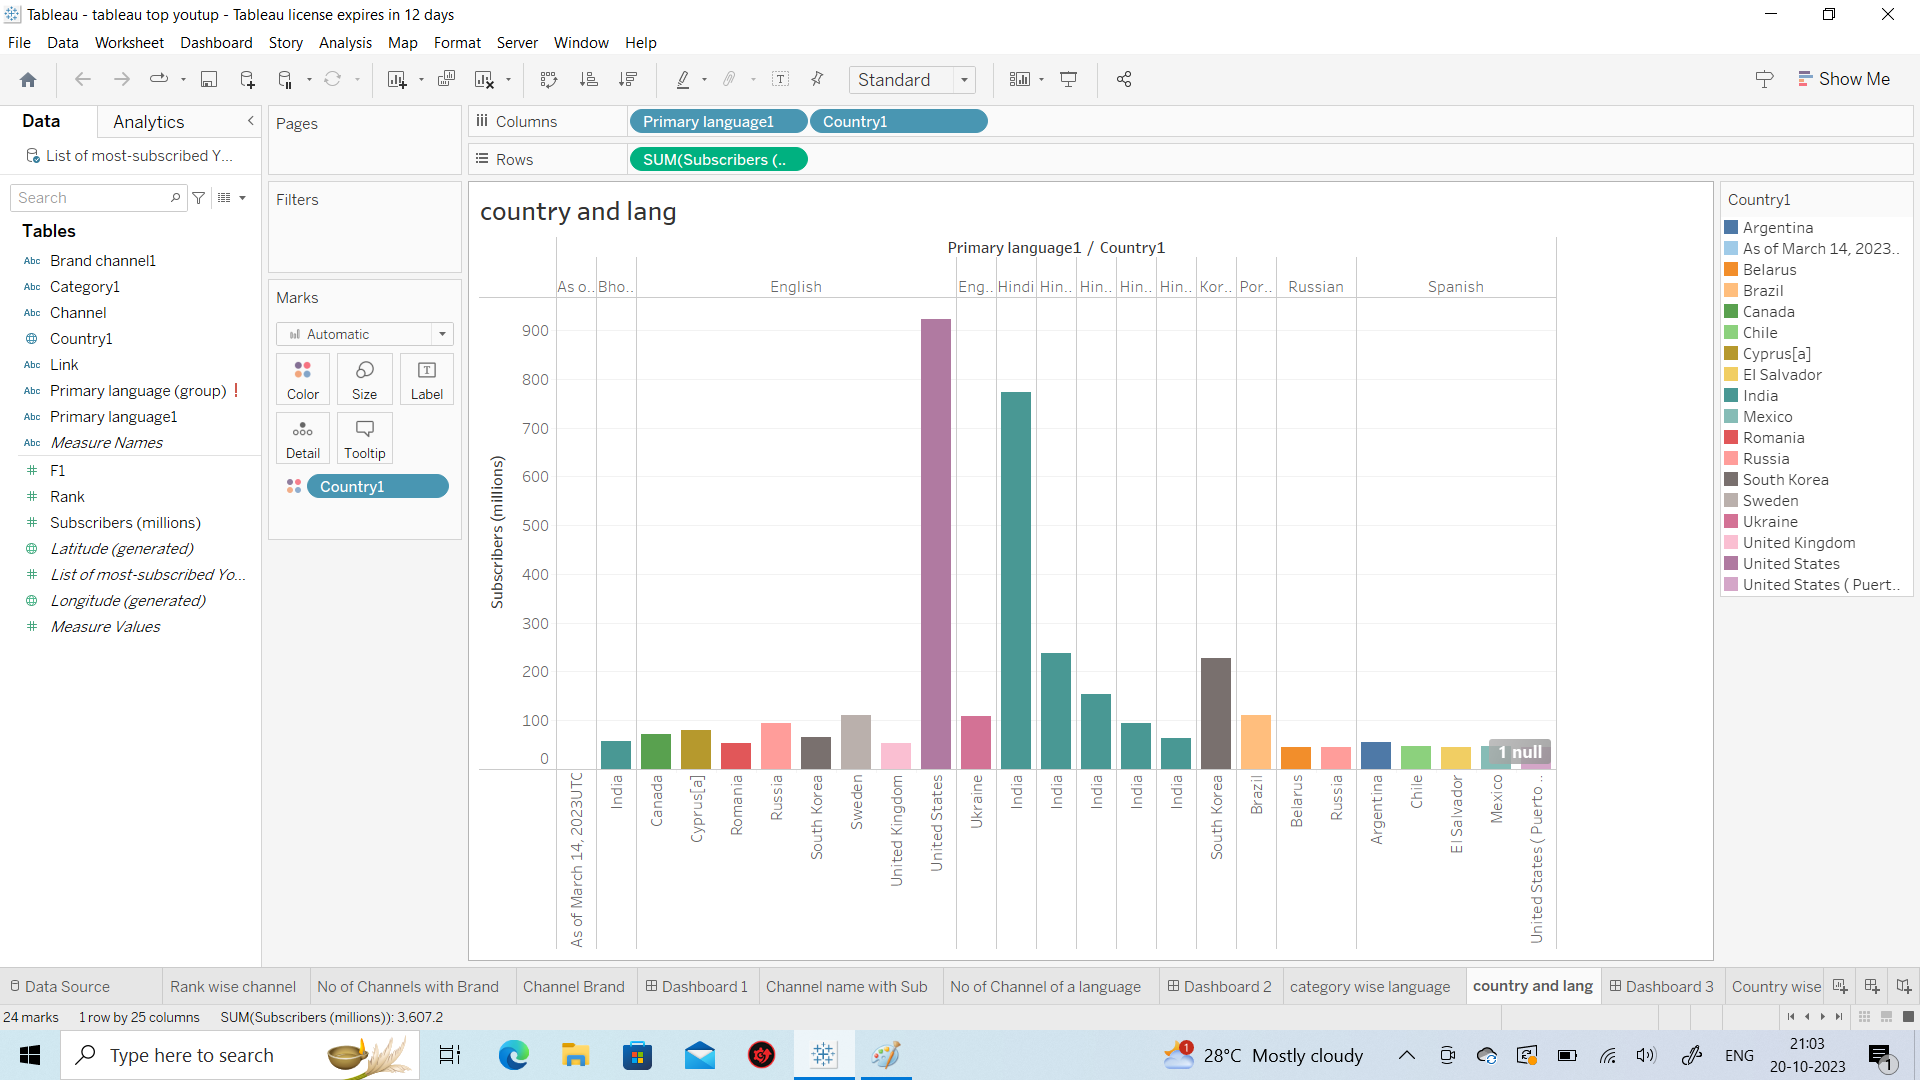 Tableau - tableau top youtup - Tableau license expires in 12 days
File Data Worksheet Dashboard Story Analysis Map Format Server Window Help
Standard
Show Me
Data Analytics
List of most-subscribed Y...
Search
Tables
Abc Brand channel1
Abc Category1
Abc Channel
Country1
Abc Link
Abc Primary language (group) !
Abc Primary language1
Abc Measure Names
# F1
# Rank
# Subscribers (millions)
Latitude (generated)
# List of most-subscribed Yo...
Longitude (generated)
# Measure Values
Pages
Filters
Marks
Automatic
Color Size Label
Detail Tooltip
Country1
Columns Primary language1 Country1
Rows SUM(Subscribers (..
country and lang
Primary language1 / Country1
As o.. Bho.. English Eng.. Hindi Hin.. Hin.. Hin.. Hin.. Kor.. Por.. Russian Spanish
Subscribers (millions)
900
800
700
600
500
400
300
200
100
0
1 null
As of March 14, 2023UTC
India
Canada
Cyprus[a]
Romania
Russia
South Korea
Sweden
United Kingdom
United States
Ukraine
India
India
India
India
India
South Korea
Brazil
Belarus
Russia
Argentina
Chile
El Salvador
Mexico
United States ( Puerto ..
Country1
Argentina
As of March 14, 2023..
Belarus
Brazil
Canada
Chile
Cyprus[a]
El Salvador
India
Mexico
Romania
Russia
South Korea
Sweden
Ukraine
United Kingdom
United States
United States ( Puert..
Data Source Rank wise channel No of Channels with Brand Channel Brand Dashboard 1 Channel name with Sub No of Channel of a language Dashboard 2 category wise language country and lang Dashboard 3 Country wise
24 marks 1 row by 25 columns SUM(Subscribers (millions)): 3,607.2
Type here to search
1
28°C Mostly cloudy
ENG
21:03
20-10-2023
1